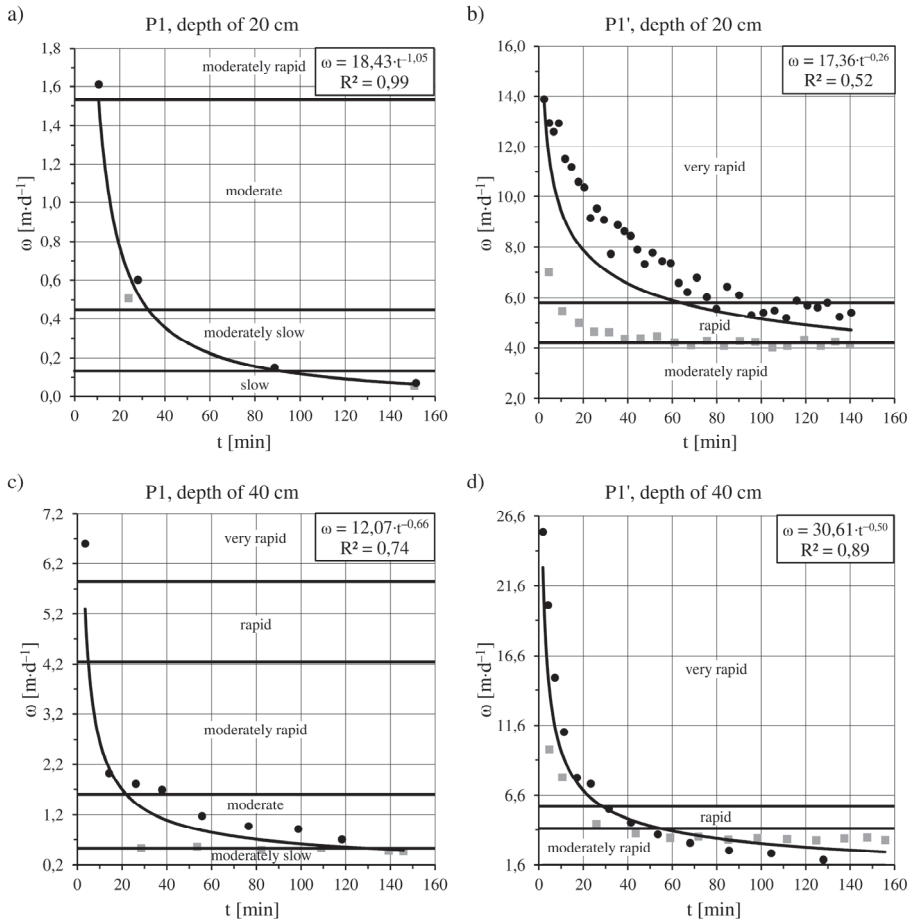 a)
P1, depth of 20 cm
ω = 18,43·t⁻¹,⁰⁵
R² = 0,99
moderately rapid
moderate
moderately slow
slow
1,8
1,6
1,4
1,2
1,0
0,8
0,6
0,4
0,2
0,0
ω [m·d⁻¹]
0 20 40 60 80 100 120 140 160
t [min]
b)
P1', depth of 20 cm
ω = 17,36·t⁻⁰,²⁶
R² = 0,52
very rapid
rapid
moderately rapid
16,0
14,0
12,0
10,0
8,0
6,0
4,0
2,0
ω [m·d⁻¹]
0 20 40 60 80 100 120 140 160
t [min]
c)
P1, depth of 40 cm
ω = 12,07·t⁻⁰,⁶⁶
R² = 0,74
very rapid
rapid
moderately rapid
moderate
moderately slow
7,2
6,2
5,2
4,2
3,2
2,2
1,2
0,2
ω [m·d⁻¹]
0 20 40 60 80 100 120 140 160
t [min]
d)
P1', depth of 40 cm
ω = 30,61·t⁻⁰,⁵⁰
R² = 0,89
very rapid
rapid
moderately rapid
26,6
21,6
16,6
11,6
6,6
1,6
ω [m·d⁻¹]
0 20 40 60 80 100 120 140 160
t [min]